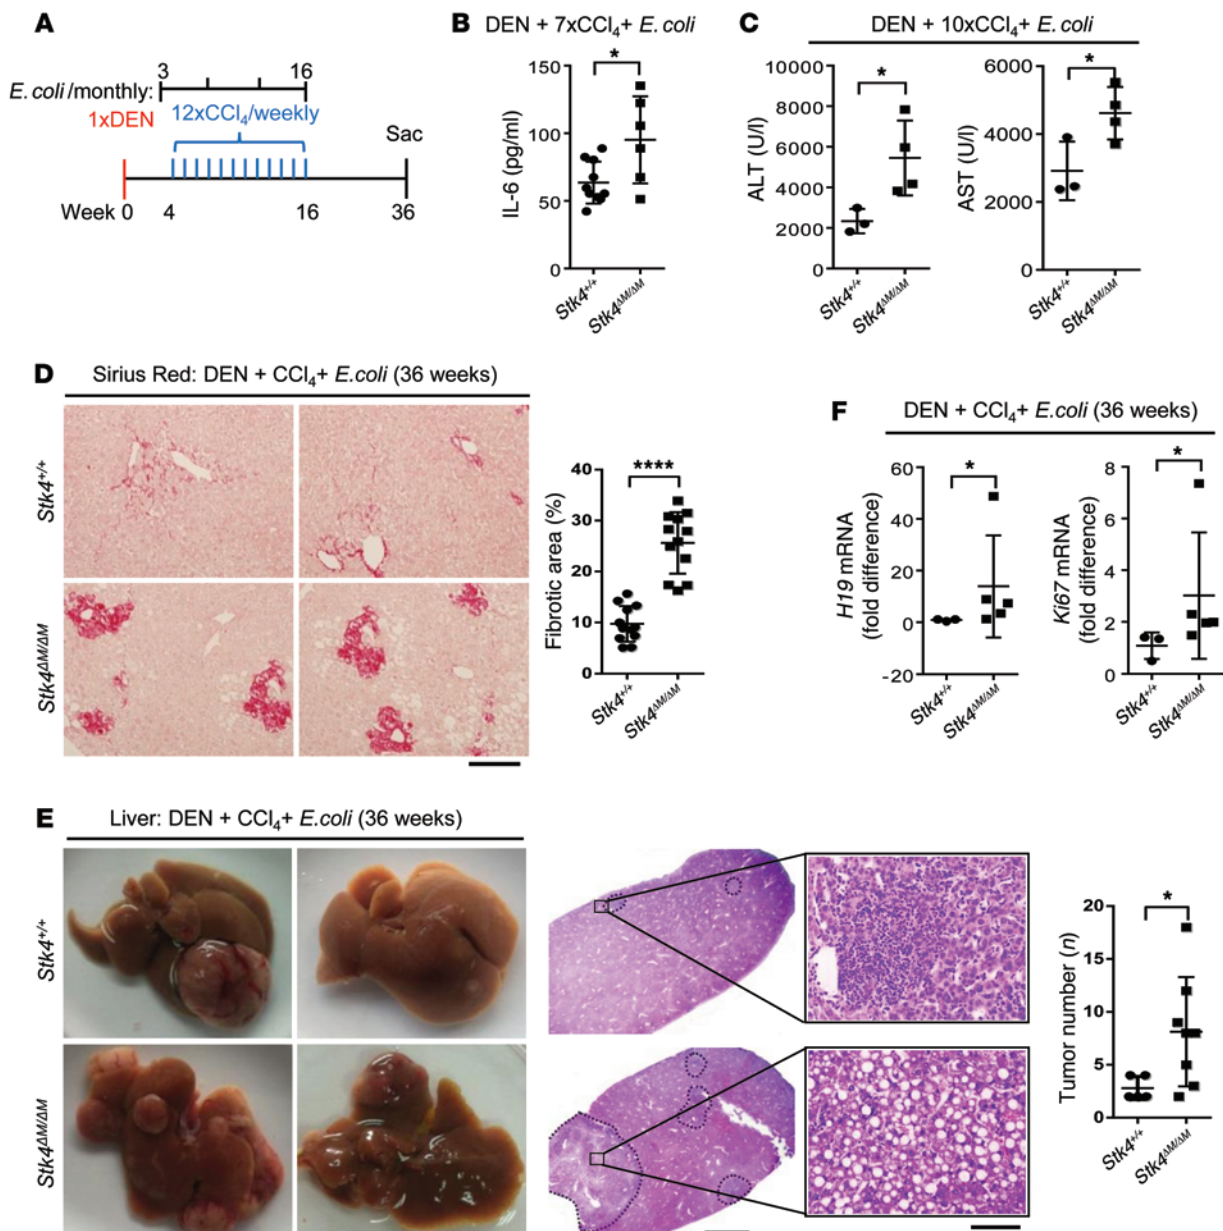 A
3 16
E. coli/monthly:
1xDEN 12xCCl₄/weekly
Sac
Week 0 4 16 36
B DEN + 7xCCl₄+ E. coli
*
150
100
50
0
IL-6 (pg/ml)
Stk4+/+ Stk4ΔM/ΔM
C DEN + 10xCCl₄+ E. coli
*
10000
8000
6000
4000
2000
0
ALT (U/l)
Stk4+/+ Stk4ΔM/ΔM
*
6000
4000
2000
0
AST (U/l)
Stk4+/+ Stk4ΔM/ΔM
D Sirius Red: DEN + CCl₄+ E.coli (36 weeks)
Stk4+/+
Stk4ΔM/ΔM
****
40
30
20
10
0
Fibrotic area (%)
Stk4+/+ Stk4ΔM/ΔM
F DEN + CCl₄+ E.coli (36 weeks)
*
60
40
20
0
-20
H19 mRNA
(fold difference)
Stk4+/+ Stk4ΔM/ΔM
*
8
6
4
2
0
Ki67 mRNA
(fold difference)
Stk4+/+ Stk4ΔM/ΔM
E Liver: DEN + CCl₄+ E.coli (36 weeks)
Stk4+/+
Stk4ΔM/ΔM
*
20
15
10
5
0
Tumor number (n)
Stk4+/+ Stk4ΔM/ΔM